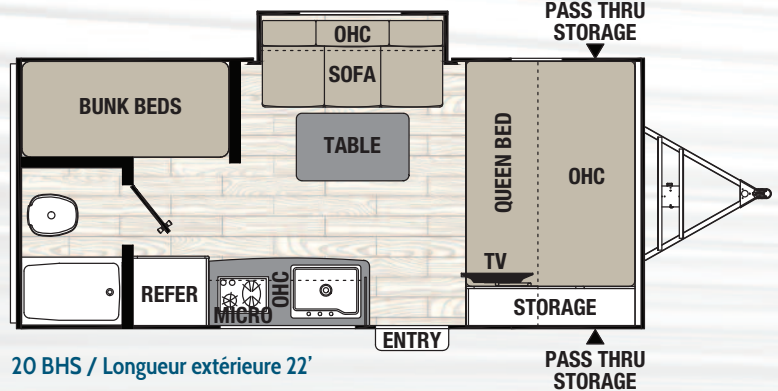 PASS THRU
STORAGE
OHC
SOFA
BUNK BEDS
TABLE
QUEEN BED
OHC
TV
REFER
OHC
MICRO
STORAGE
ENTRY
20 BHS / Longueur extérieure 22’
PASS THRU
STORAGE